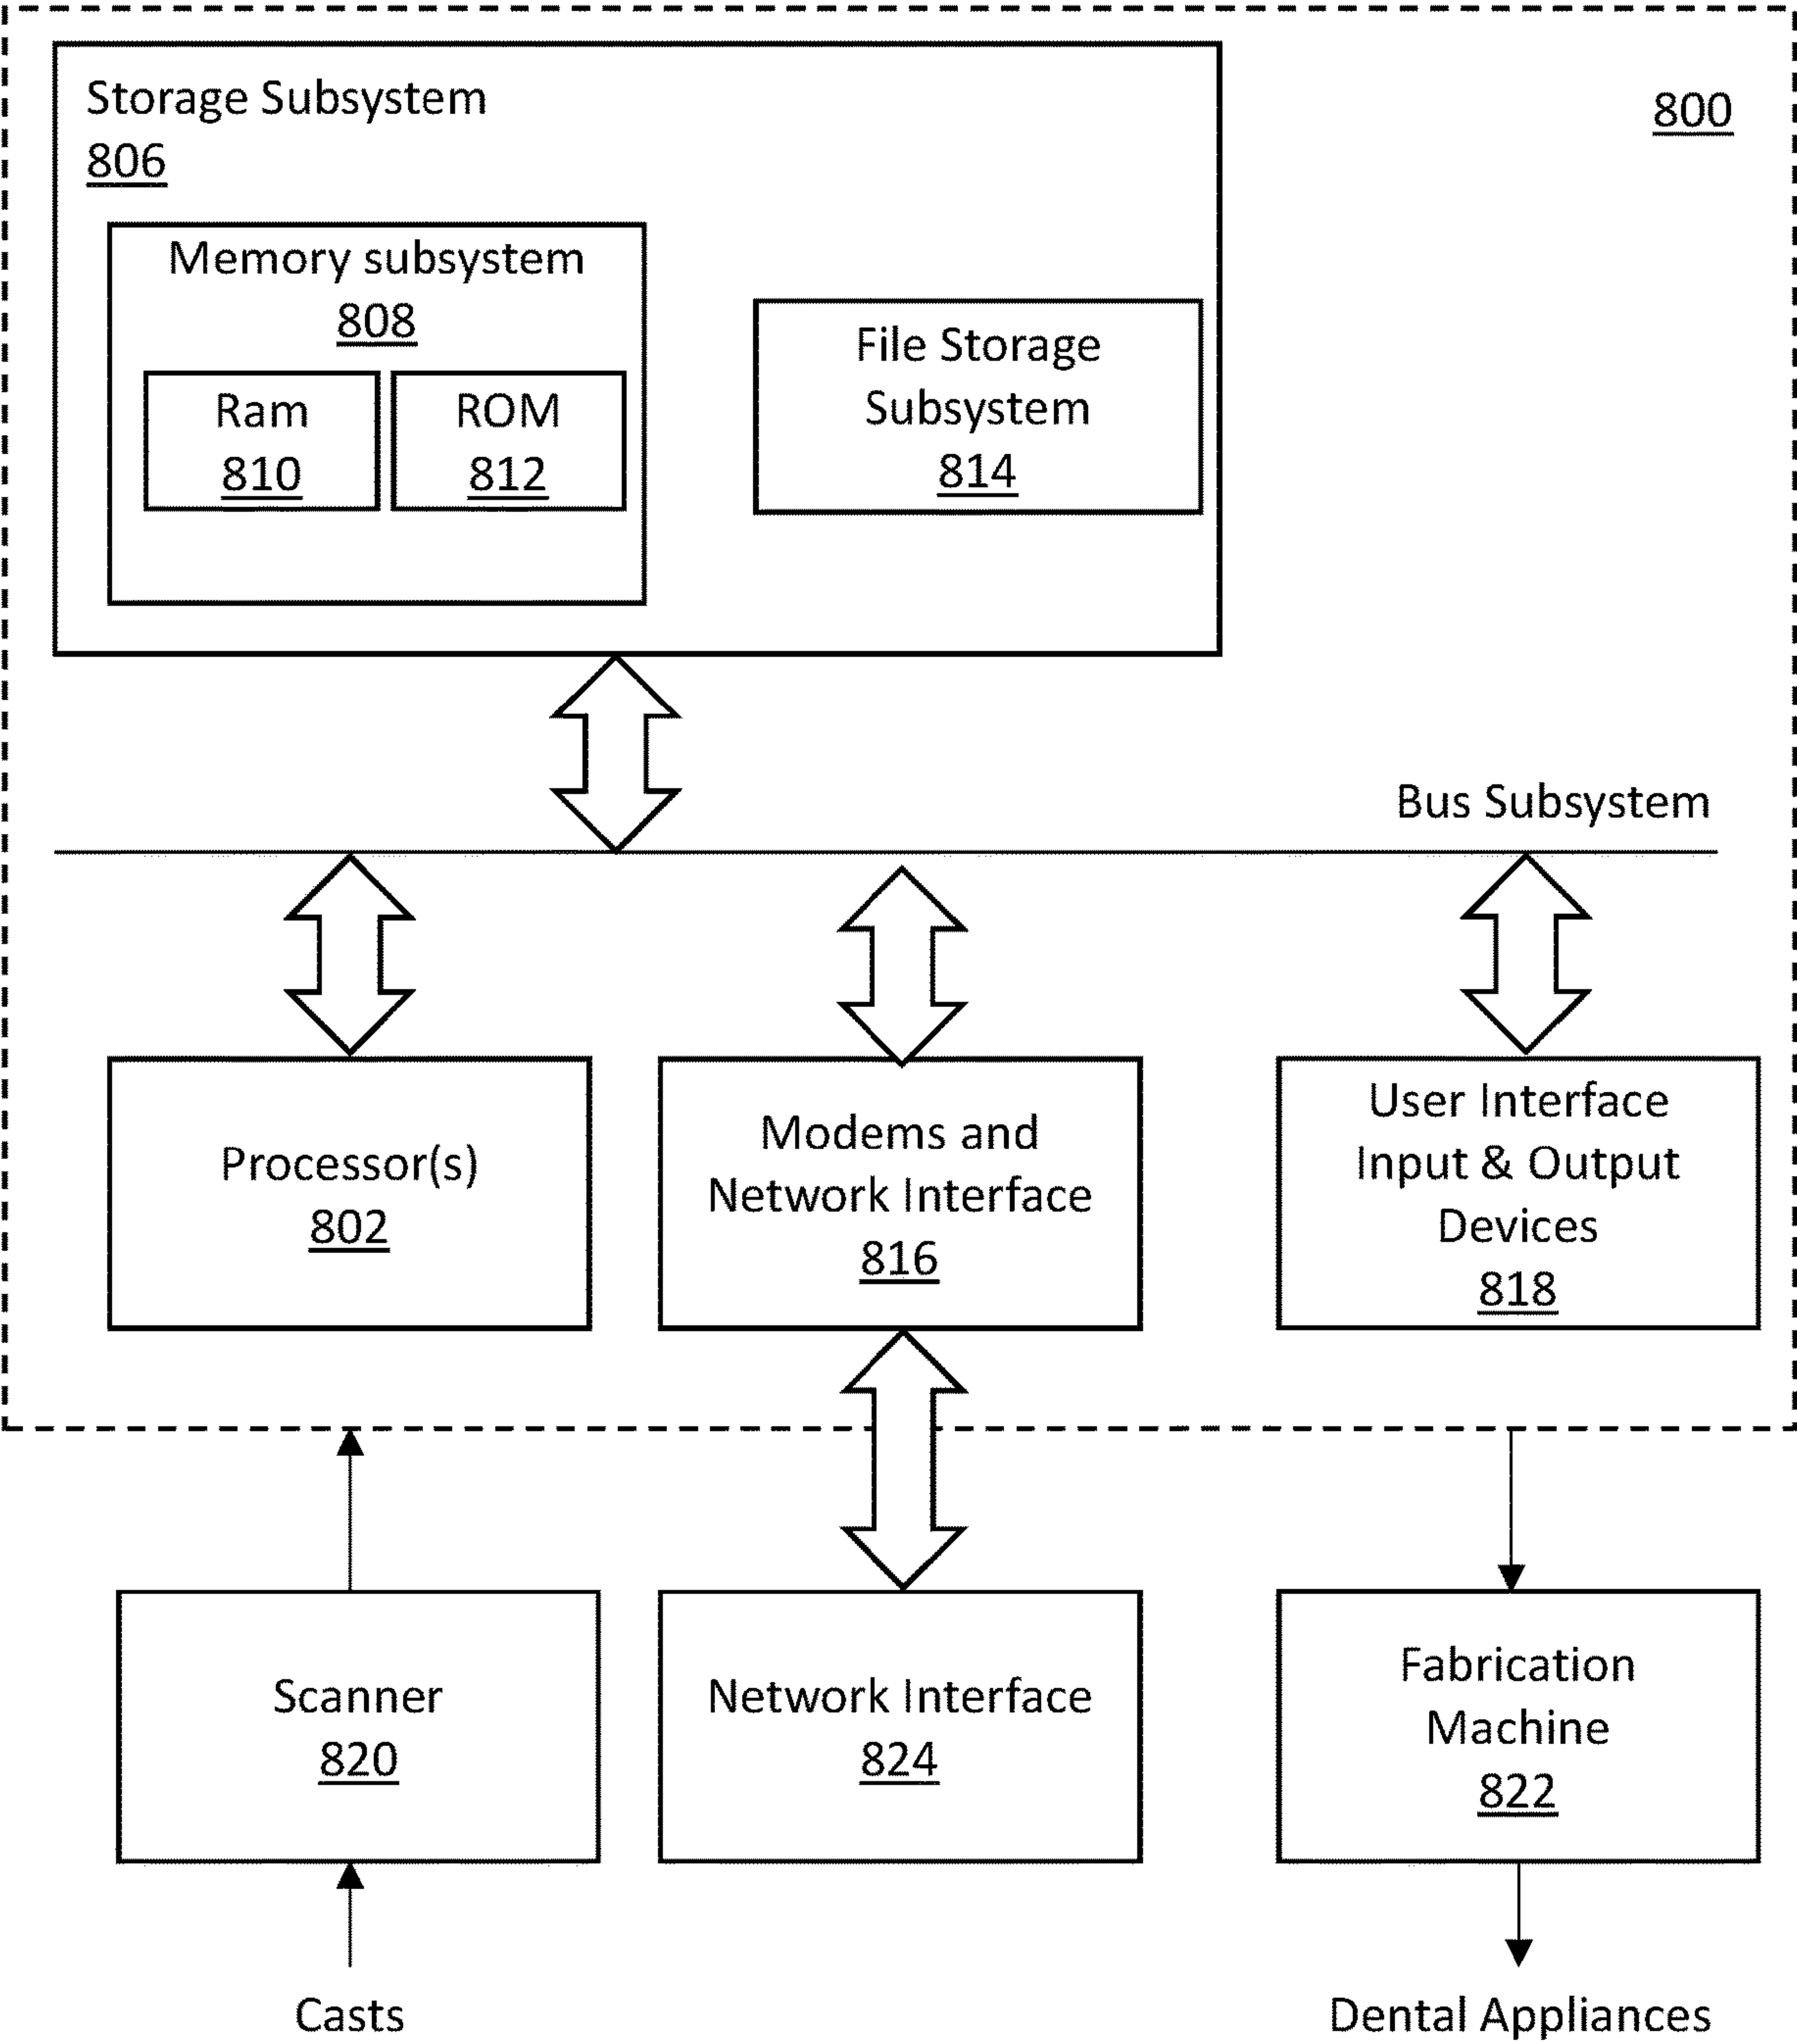 800
Storage Subsystem
806
Memory subsystem
808
Ram
810
ROM
812
File Storage
Subsystem
814
Bus Subsystem
Processor(s)
802
Modems and
Network Interface
816
User Interface
Input & Output
Devices
818
Scanner
820
Network Interface
824
Fabrication
Machine
822
Casts
Dental Appliances